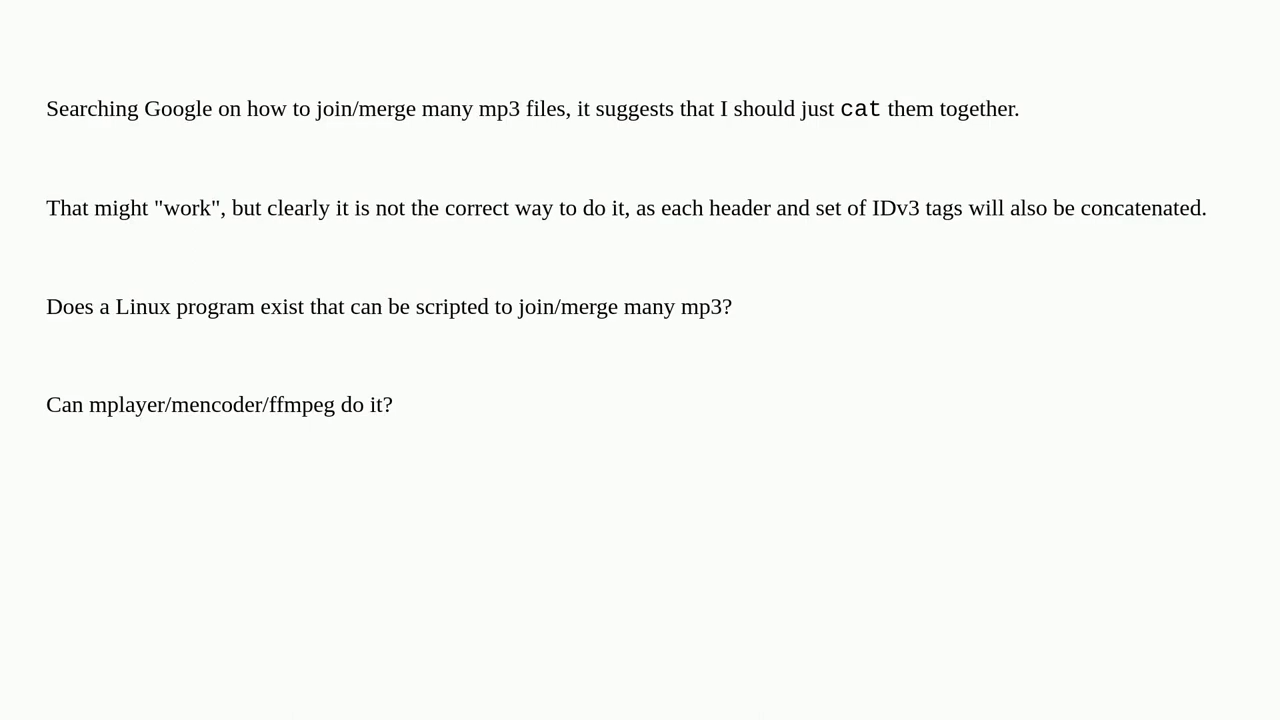 Searching Google on how to join/merge many mp3 files, it suggests that I should just cat them together.
That might "work", but clearly it is not the correct way to do it, as each header and set of IDv3 tags will also be concatenated.
Does a Linux program exist that can be scripted to join/merge many mp3?
Can mplayer/mencoder/ffmpeg do it?